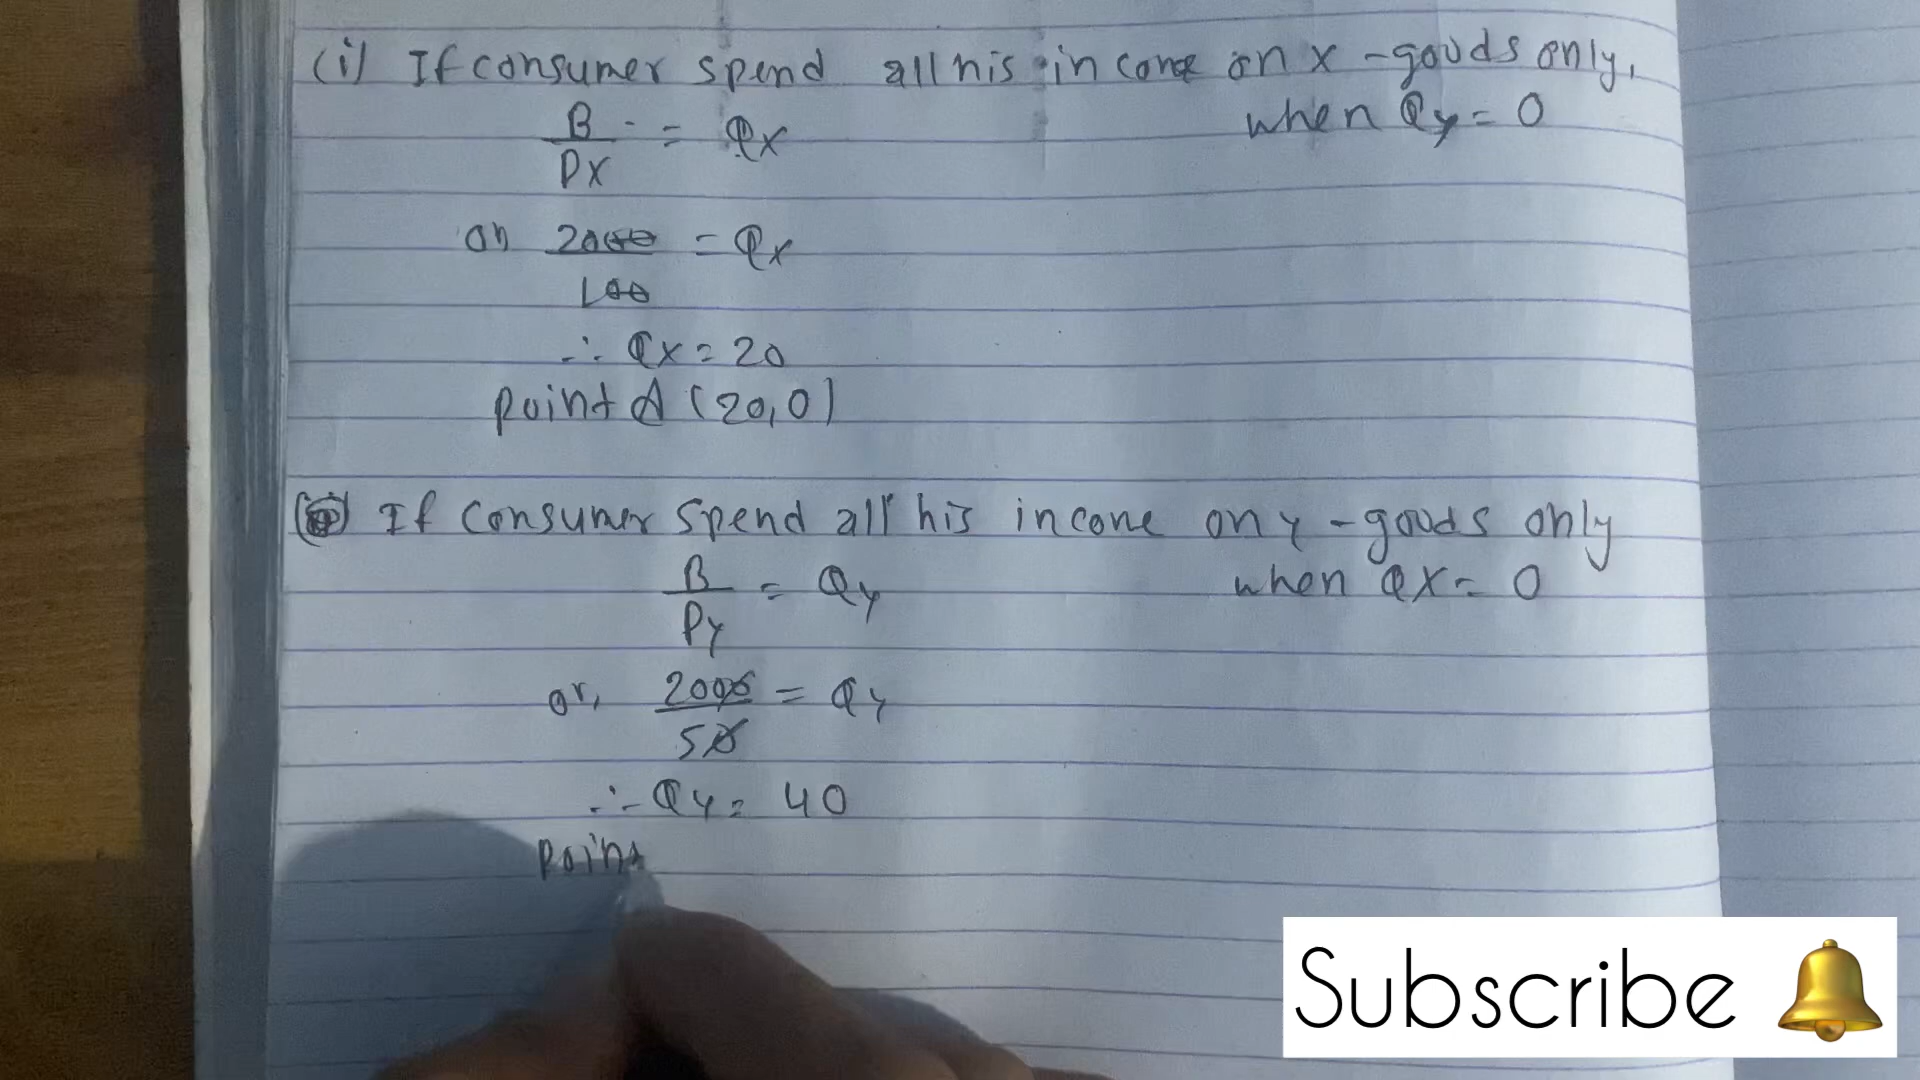 (i) If consumer spend all his income on x-goods only,
B/Px = Qx when Qy = 0
or 2000/100 = Qx
∴ Qx = 20
point A (20,0)
If consumer spend all his income on y-goods only
B/Py = Qy when Qx = 0
or, 2000/50 = Qy
∴ Qy = 40
point
Subscribe